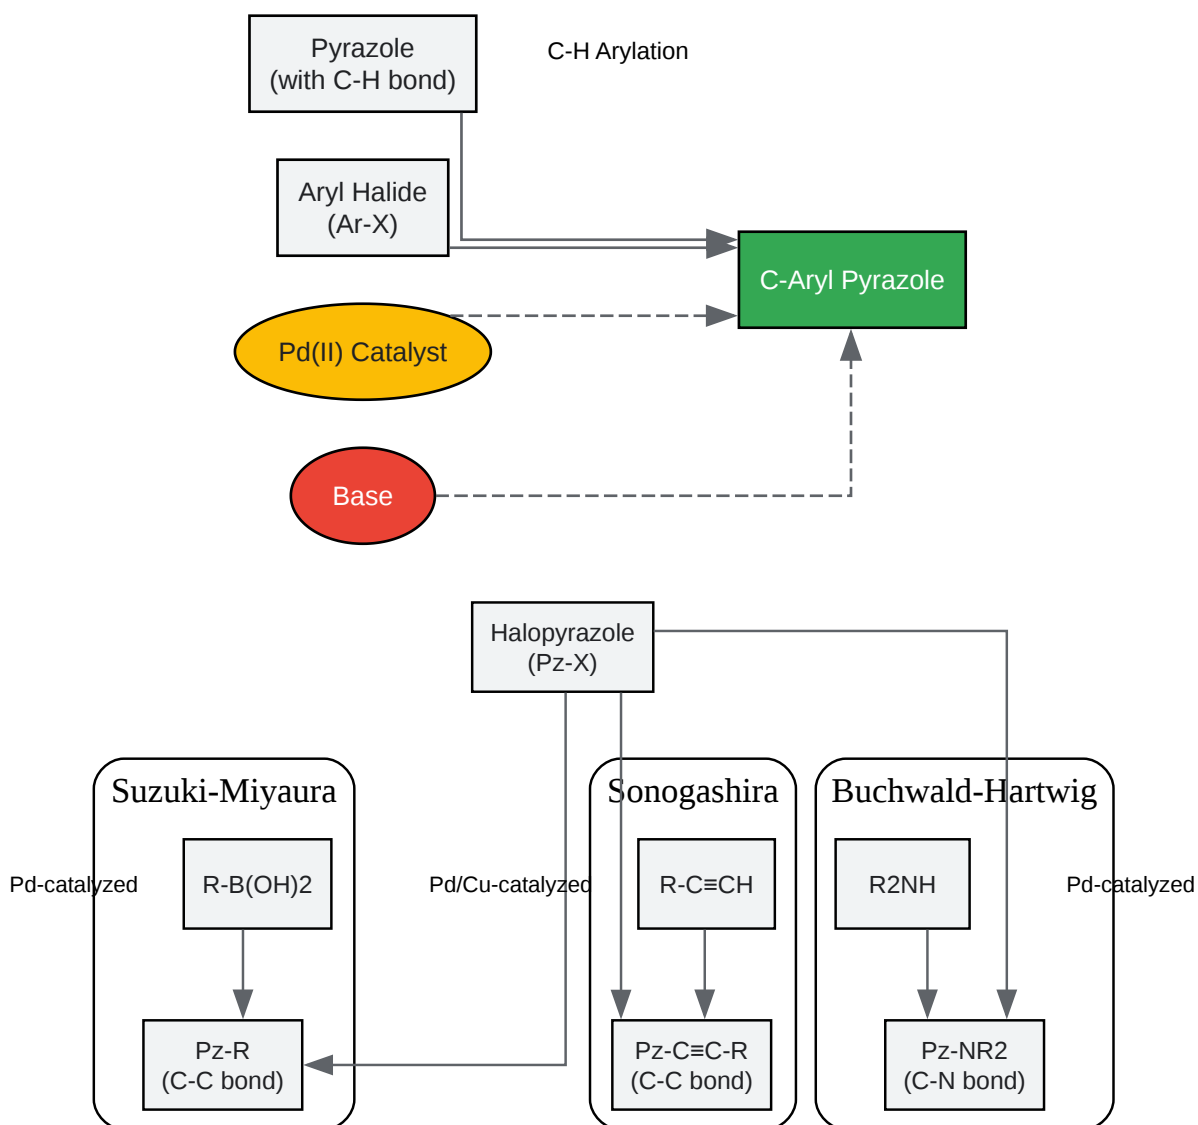 Pyrazole
(with C-H bond)
C-H Arylation
Aryl Halide
(Ar-X)
C-Aryl Pyrazole
Pd(II) Catalyst
Base
Halopyrazole
(Pz-X)
Suzuki-Miyaura
Sonogashira
Buchwald-Hartwig
Pd-catalyzed
R-B(OH)2
Pd/Cu-catalyzed
R-C≡CH
R2NH
Pd-catalyzed
Pz-R
(C-C bond)
Pz-C≡C-R
(C-C bond)
Pz-NR2
(C-N bond)